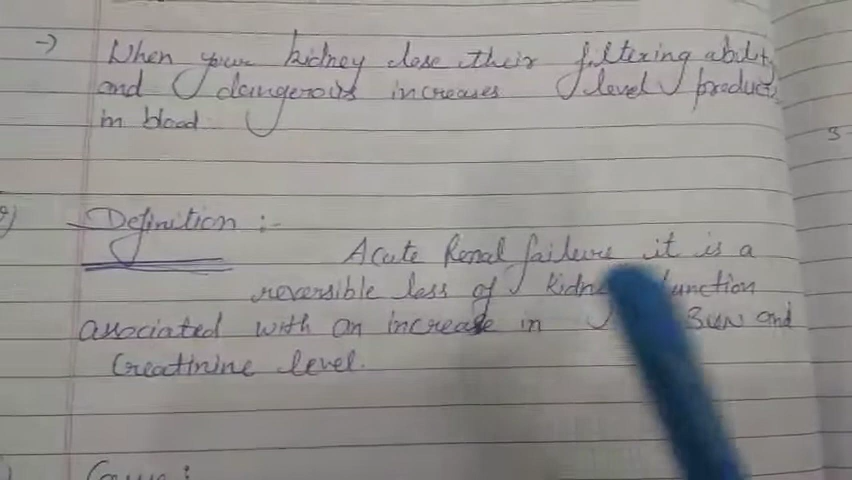 → When your kidney lose their filtering ability
and dangerous increases level product
in blood.
Definition :-
Acute Renal failure it is a
reversible loss of kidney function
associated with an increase in BUN and
Creatinine level.
3